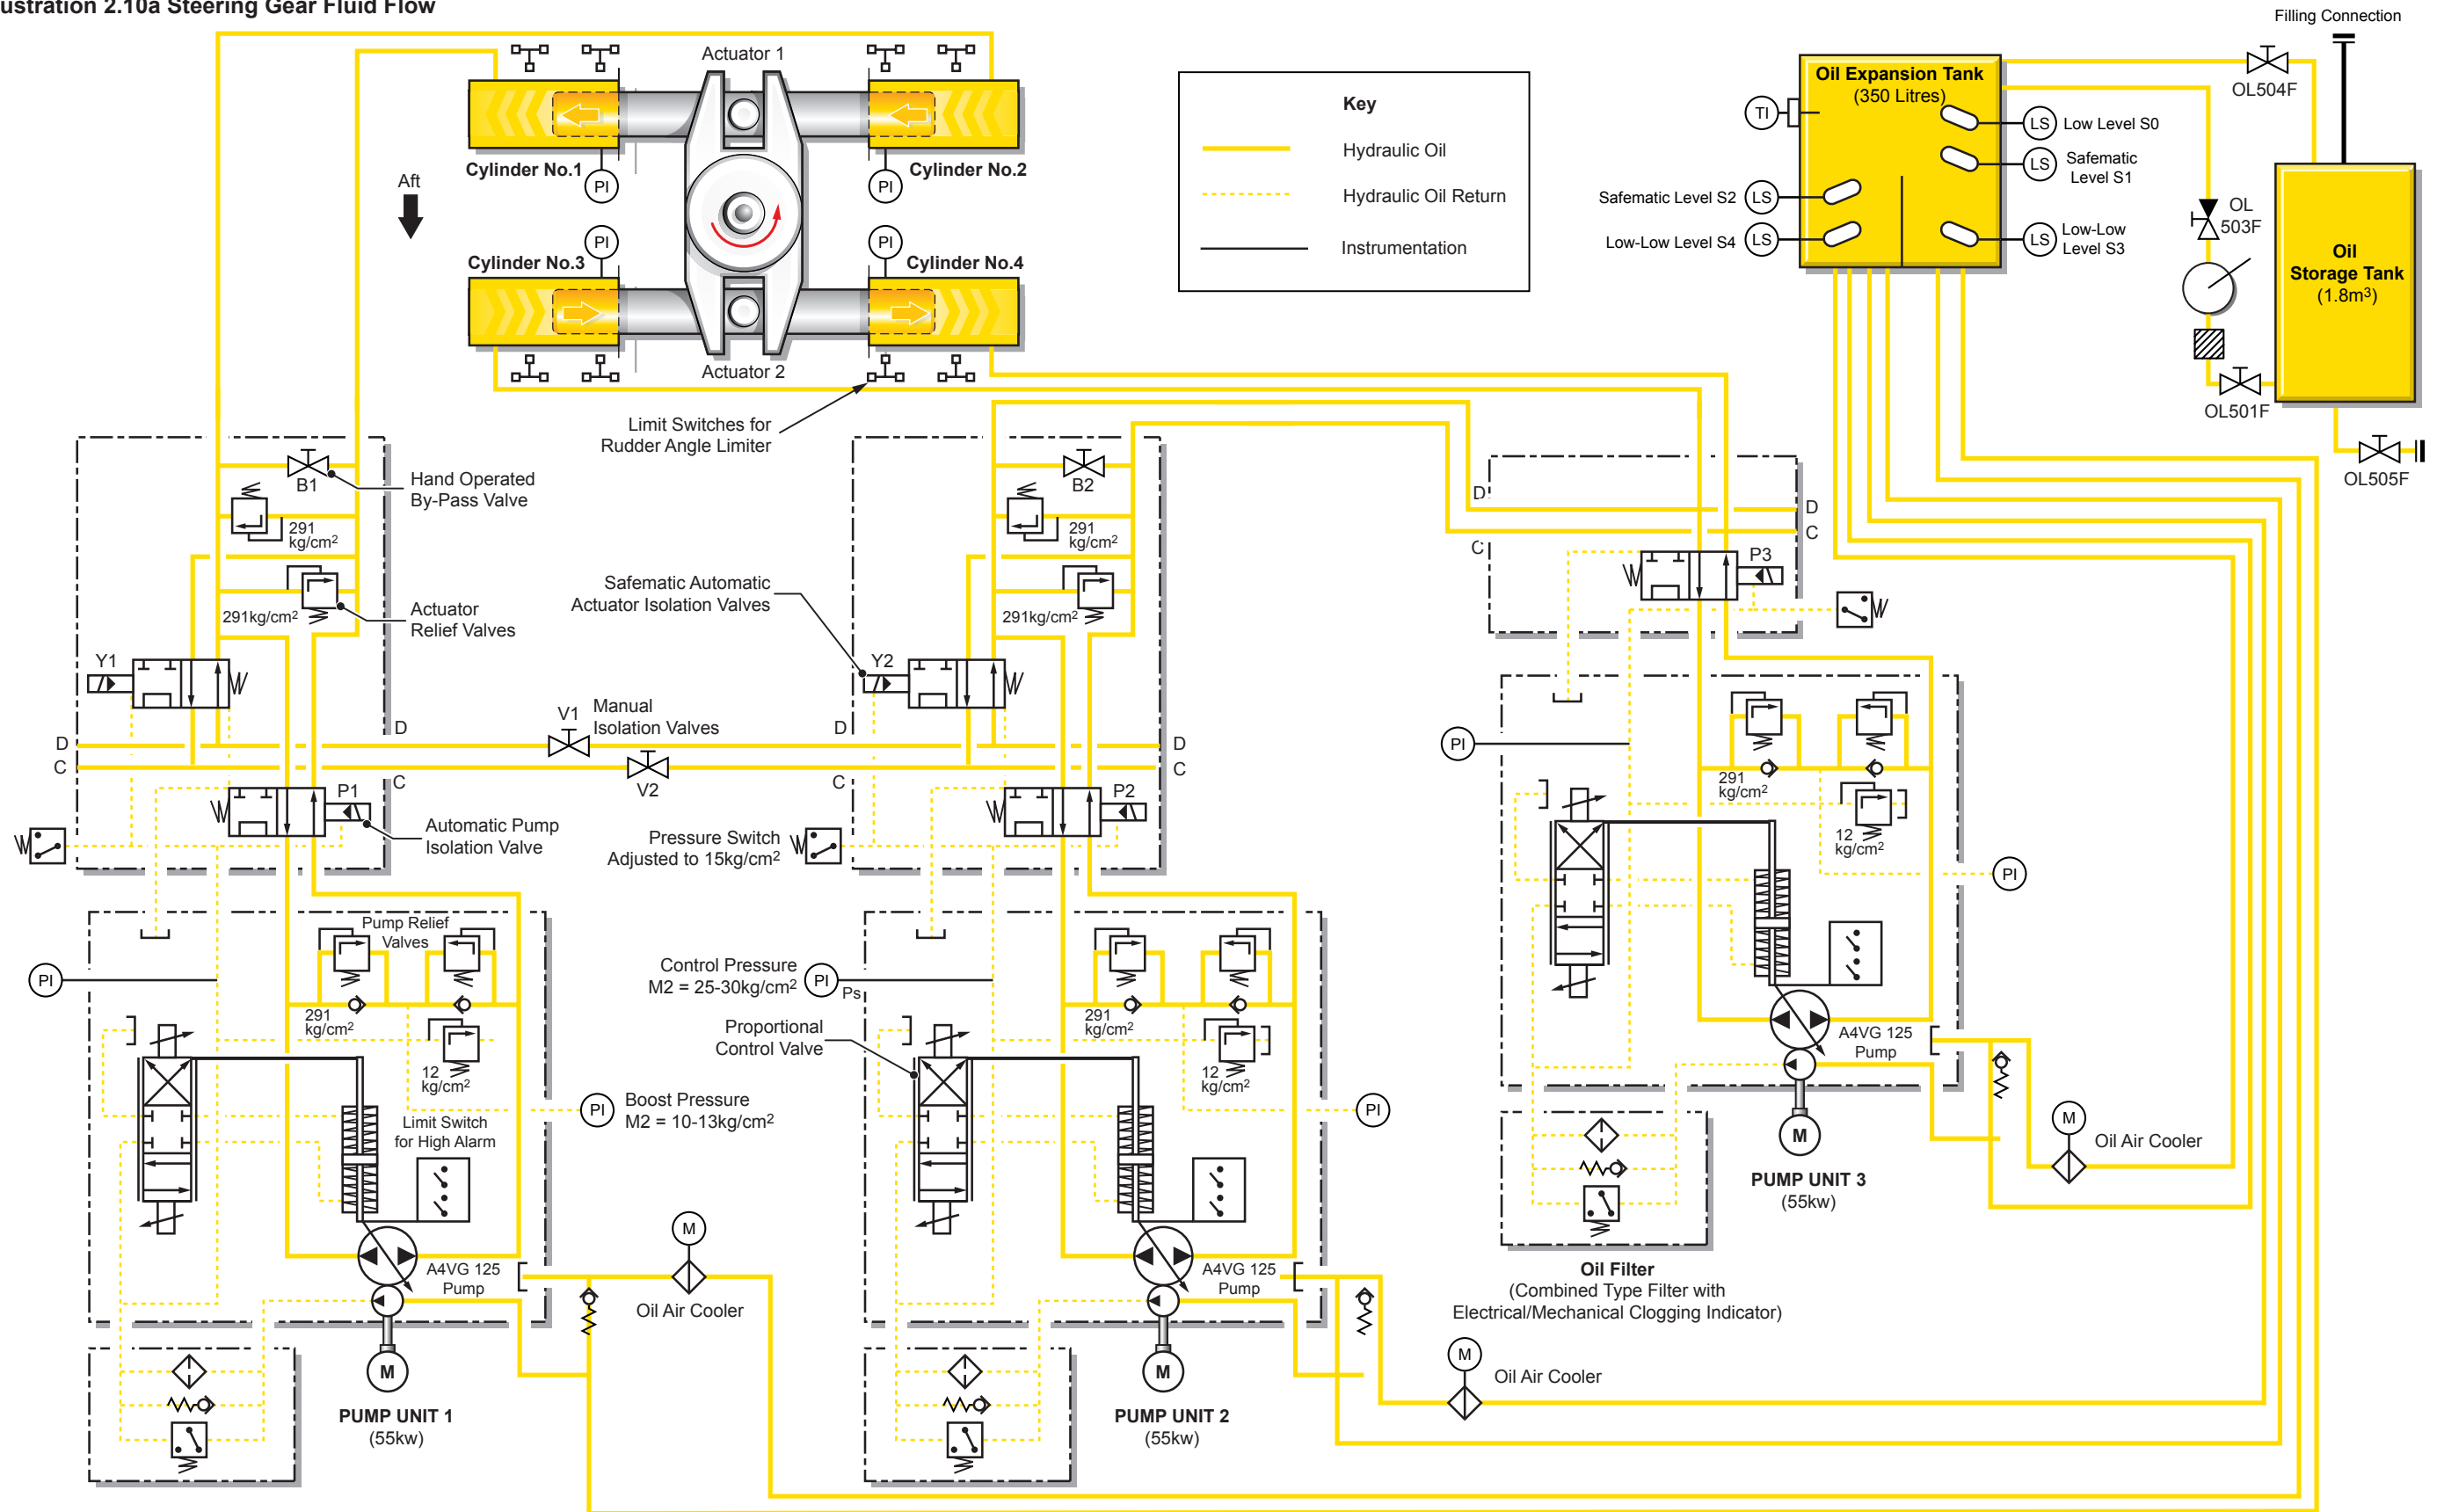 ustration 2.10a Steering Gear Fluid Flow
Filling Connection
Actuator 1
Key
Hydraulic Oil
Hydraulic Oil Return
Instrumentation
Oil Expansion Tank
(350 Litres)
TI
LS
Low Level S0
LS
Safematic
Level S1
Safematic Level S2
LS
Low-Low Level S4
LS
LS
Low-Low
Level S3
OL504F
OL
503F
Oil
Storage Tank
(1.8m³)
OL501F
OL505F
Cylinder No.1
PI
PI
Cylinder No.2
Aft
Cylinder No.3
PI
PI
Cylinder No.4
Actuator 2
Limit Switches for
Rudder Angle Limiter
B1
Hand Operated
By-Pass Valve
291
kg/cm²
291kg/cm²
Actuator
Relief Valves
Y1
B2
291
kg/cm²
Safematic Automatic
Actuator Isolation Valves
291kg/cm²
Y2
D
C
D
C
P3
V1
Manual
Isolation Valves
V2
D
C
D
C
D
C
D
C
P1
Automatic Pump
Isolation Valve
P2
Pressure Switch
Adjusted to 15kg/cm²
PI
291
kg/cm²
12
kg/cm²
PI
A4VG 125
Pump
M
PUMP UNIT 3
(55kw)
M
Oil Air Cooler
Oil Filter
(Combined Type Filter with
Electrical/Mechanical Clogging Indicator)
Pump Relief
Valves
PI
291
kg/cm²
12
kg/cm²
Limit Switch
for High Alarm
PI
Boost Pressure
M2 = 10-13kg/cm²
A4VG 125
Pump
M
Oil Air Cooler
M
PUMP UNIT 1
(55kw)
Control Pressure
M2 = 25-30kg/cm²
PI
Ps
Proportional
Control Valve
291
kg/cm²
12
kg/cm²
PI
A4VG 125
Pump
M
PUMP UNIT 2
(55kw)
M
Oil Air Cooler